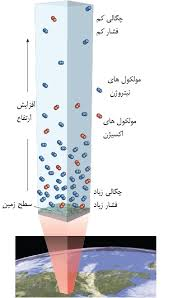 چگالی کم
فشار کم
مولکول های
نیتروژن
افزایش
ارتفاع
مولکول های
اکسیژن
چگالی زیاد
فشار زیاد
سطح زمین